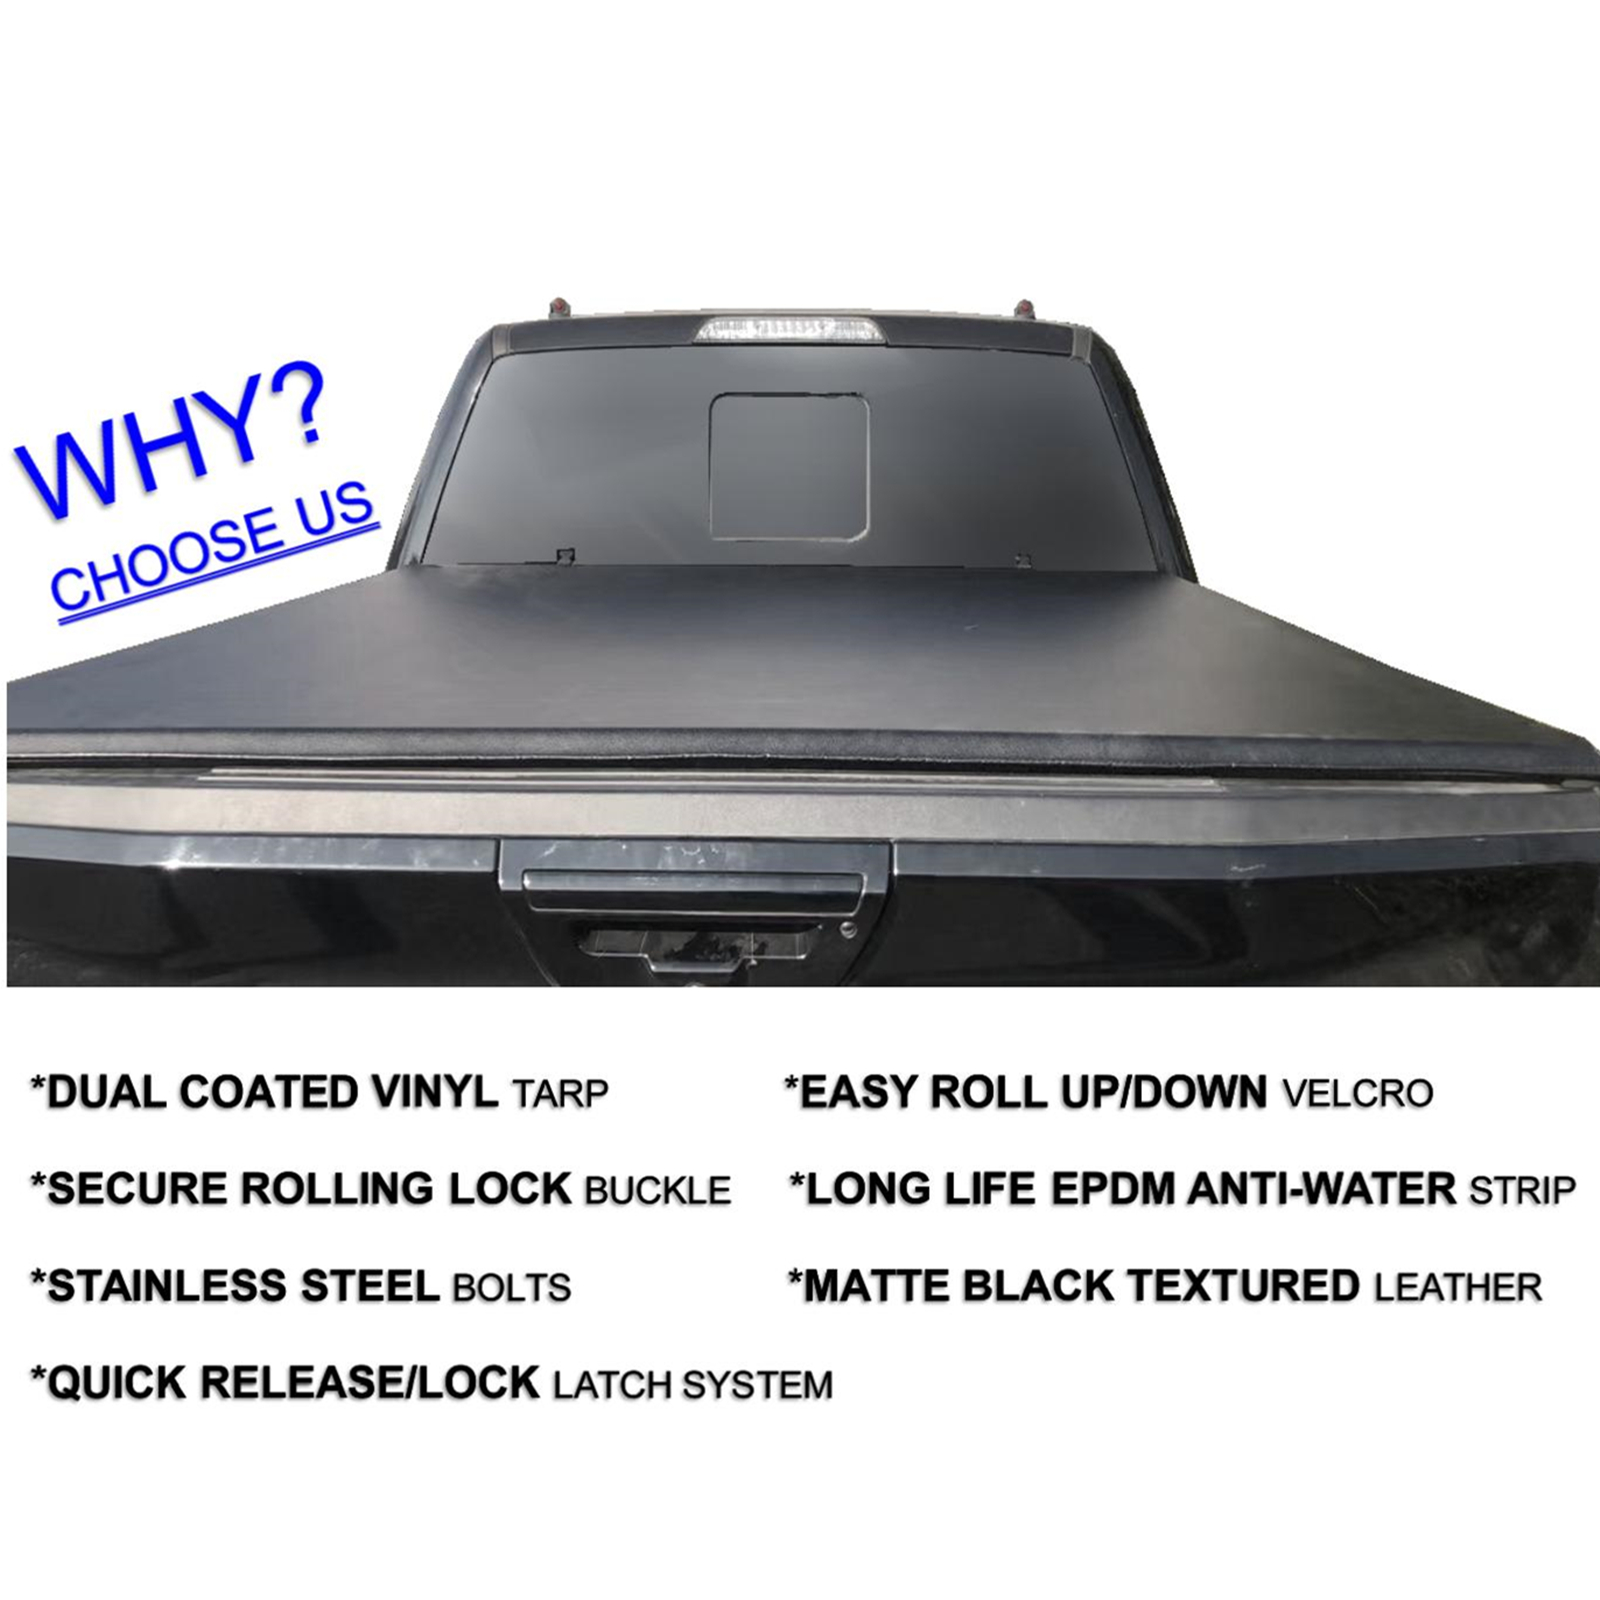 WHY?
CHOOSE US
*DUAL COATED VINYL TARP
*EASY ROLL UP/DOWN VELCRO
*SECURE ROLLING LOCK BUCKLE
*LONG LIFE EPDM ANTI-WATER STRIP
*STAINLESS STEEL BOLTS
*MATTE BLACK TEXTURED LEATHER
*QUICK RELEASE/LOCK LATCH SYSTEM